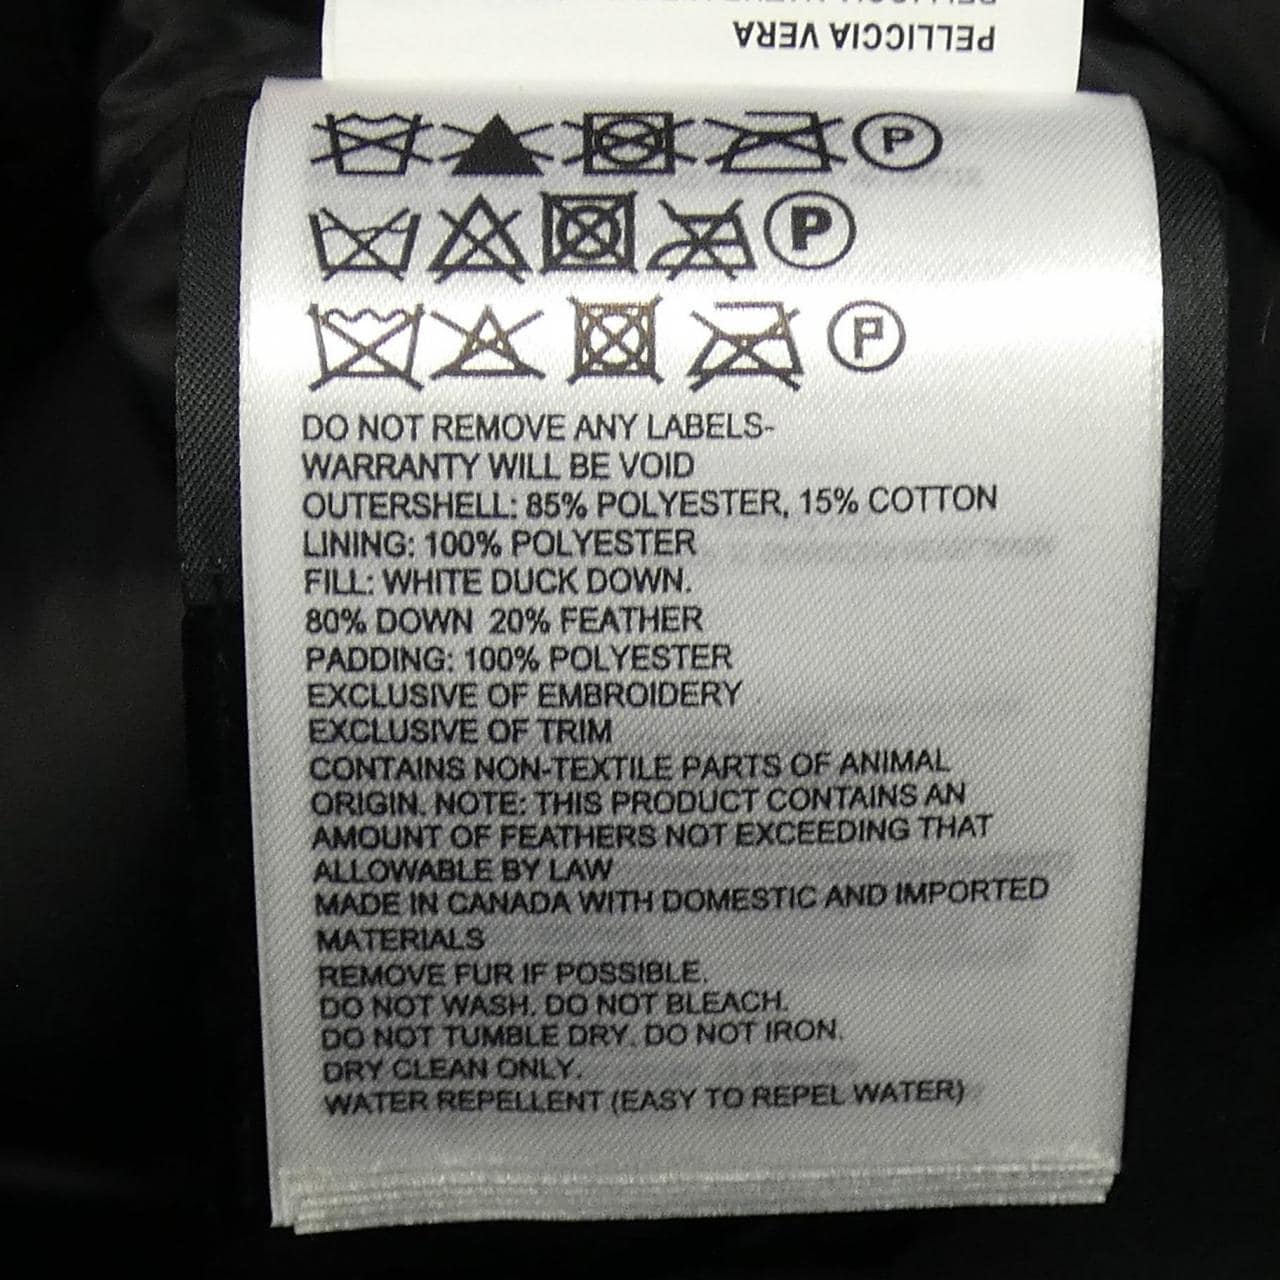 PELLICCIA VERA
P
P
P
DO NOT REMOVE ANY LABELS-
WARRANTY WILL BE VOID
OUTERSHELL: 85% POLYESTER, 15% COTTON
LINING: 100% POLYESTER
FILL: WHITE DUCK DOWN.
80% DOWN 20% FEATHER
PADDING: 100% POLYESTER
EXCLUSIVE OF EMBROIDERY
EXCLUSIVE OF TRIM
CONTAINS NON-TEXTILE PARTS OF ANIMAL
ORIGIN. NOTE: THIS PRODUCT CONTAINS AN
AMOUNT OF FEATHERS NOT EXCEEDING THAT
ALLOWABLE BY LAW
MADE IN CANADA WITH DOMESTIC AND IMPORTED
MATERIALS
REMOVE FUR IF POSSIBLE.
DO NOT WASH. DO NOT BLEACH.
DO NOT TUMBLE DRY. DO NOT IRON.
DRY CLEAN ONLY.
WATER REPELLENT (EASY TO REPEL WATER)